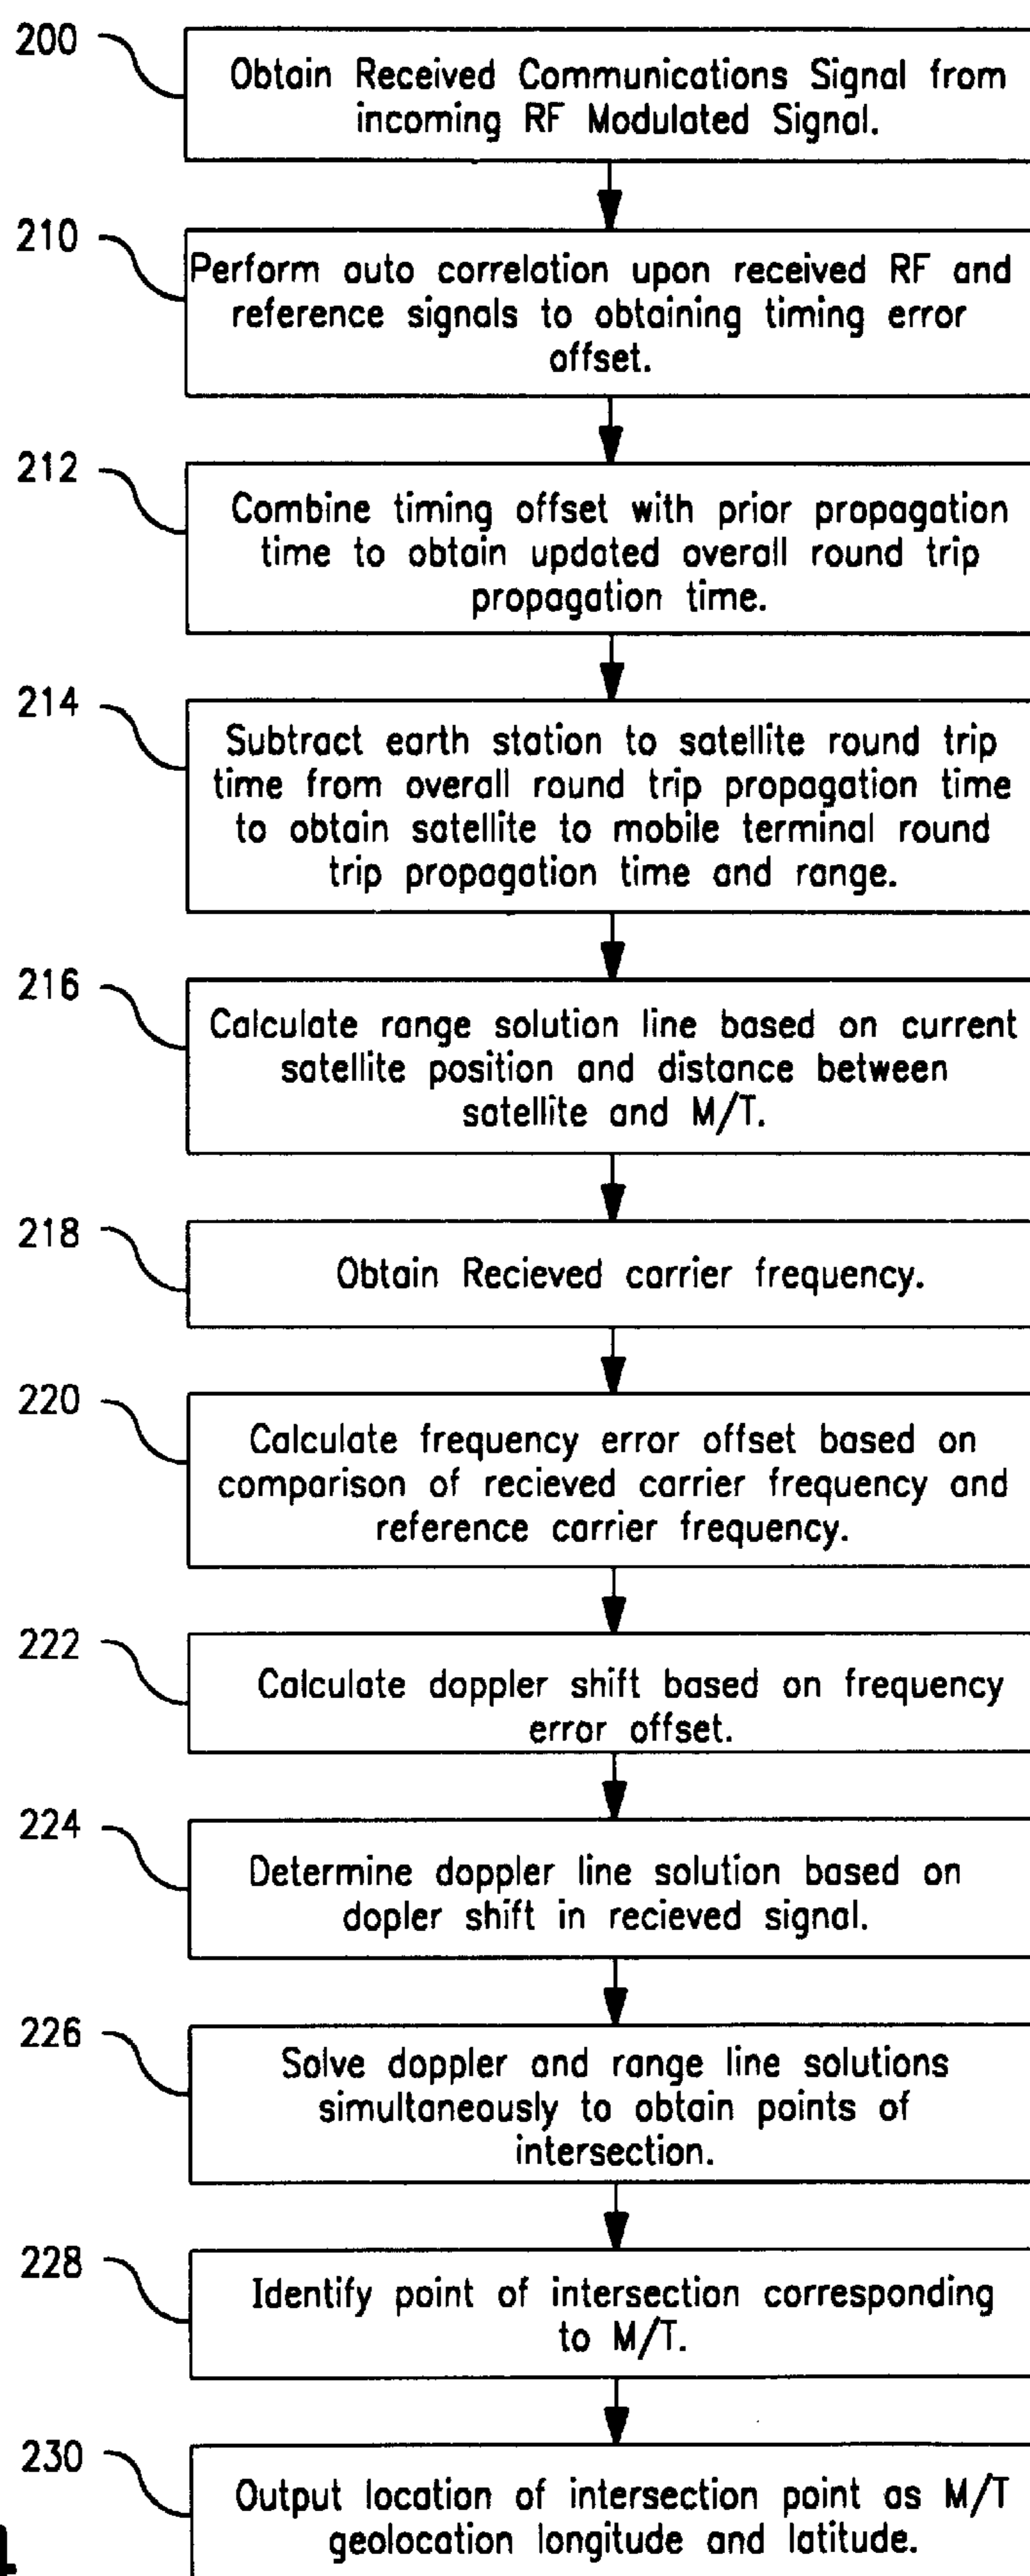 200
Obtain Received Communications Signal from
incoming RF Modulated Signal.
210
Perform auto correlation upon received RF and
reference signals to obtaining timing error
offset.
212
Combine timing offset with prior propagation
time to obtain updated overall round trip
propagation time.
214
Subtract earth station to satellite round trip
time from overall round trip propagation time
to obtain satellite to mobile terminal round
trip propagation time and range.
216
Calculate range solution line based on current
satellite position and distance between
satellite and M/T.
218
Obtain Recieved carrier frequency.
220
Calculate frequency error offset based on
comparison of recieved carrier frequency and
reference carrier frequency.
222
Calculate doppler shift based on frequency
error offset.
224
Determine doppler line solution based on
dopler shift in recieved signal.
226
Solve doppler and range line solutions
simultaneously to obtain points of
intersection.
228
Identify point of intersection corresponding
to M/T.
230
Output location of intersection point as M/T
geolocation longitude and latitude.